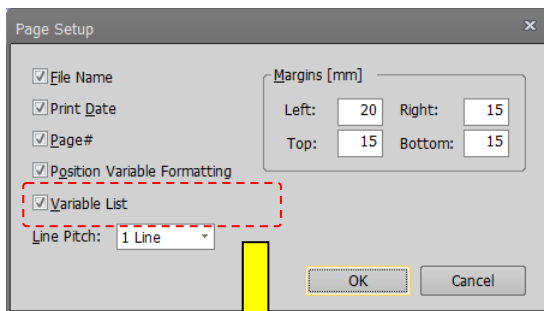 Page Setup x
File Name
Print Date
Page#
Position Variable Formatting
Variable List
Line Pitch: 1 Line
Margins [mm]
Left: 20 Right: 15
Top: 15 Bottom: 15
OK Cancel